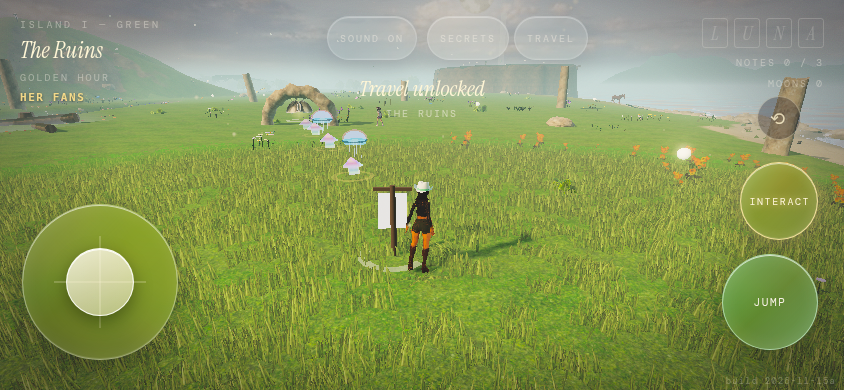 ISLAND I — GREEN
The Ruins
GOLDEN HOUR
HER FANS
SOUND ON
SECRETS
TRAVEL
L U N A
NOTES 0 / 3
MOONS 0
Travel unlocked
THE RUINS
INTERACT
JUMP
build